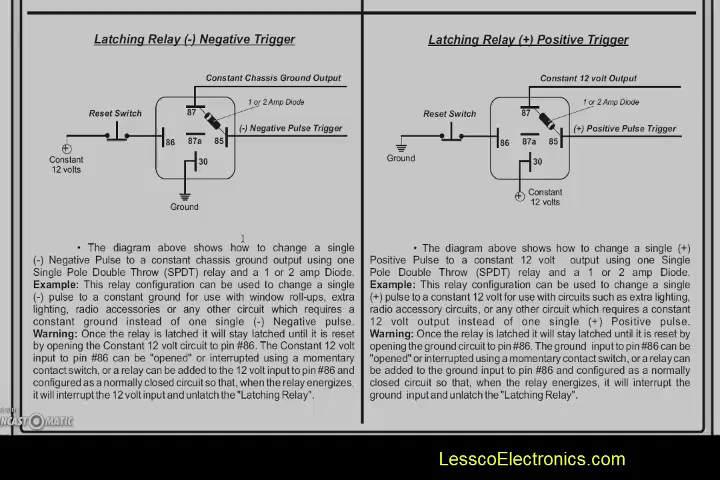 Latching Relay (-) Negative Trigger
Constant Chassis Ground Output
1 or 2 Amp Diode
Reset Switch
87
(-) Negative Pulse Trigger
86
87a
85
30
Constant
12 volts
Ground
• The diagram above shows how to change a single
(-) Negative Pulse to a constant chassis ground output using one
Single Pole Double Throw (SPDT) relay and a 1 or 2 amp Diode.
Example: This relay configuration can be used to change a single
(-) pulse to a constant ground for use with window roll-ups, extra
lighting, radio accessories or any other circuit which requires a
constant ground instead of one single (-) Negative pulse.
Warning: Once the relay is latched it will stay latched until it is reset
by opening the Constant 12 volt circuit to pin #86. The Constant 12 volt
input to pin #86 can be "opened" or interrupted using a momentary
contact switch, or a relay can be added to the 12 volt input to pin #86 and
configured as a normally closed circuit so that, when the relay energizes,
it will interrupt the 12 volt input and unlatch the "Latching Relay".
Latching Relay (+) Positive Trigger
Constant 12 volt Output
1 or 2 Amp Diode
Reset Switch
87
(+) Positive Pulse Trigger
86
87a
85
30
Ground
Constant
12 volts
• The diagram above shows how to change a single (+)
Positive Pulse to a constant 12 volt output using one Single
Pole Double Throw (SPDT) relay and a 1 or 2 amp Diode.
Example: This relay configuration can be used to change a single
(+) pulse to a constant 12 volt for use with circuits such as extra lighting,
radio accessory circuits, or any other circuit which requires a constant
12 volt output instead of one single (+) Positive pulse.
Warning: Once the relay is latched it will stay latched until it is reset by
opening the ground circuit to pin #86. The ground input to pin #86 can be
"opened" or interrupted using a momentary contact switch, or a relay can
be added to the ground input to pin #86 and configured as a normally
closed circuit so that, when the relay energizes, it will interrupt the
ground input and unlatch the "Latching Relay".
LesscoElectronics.com